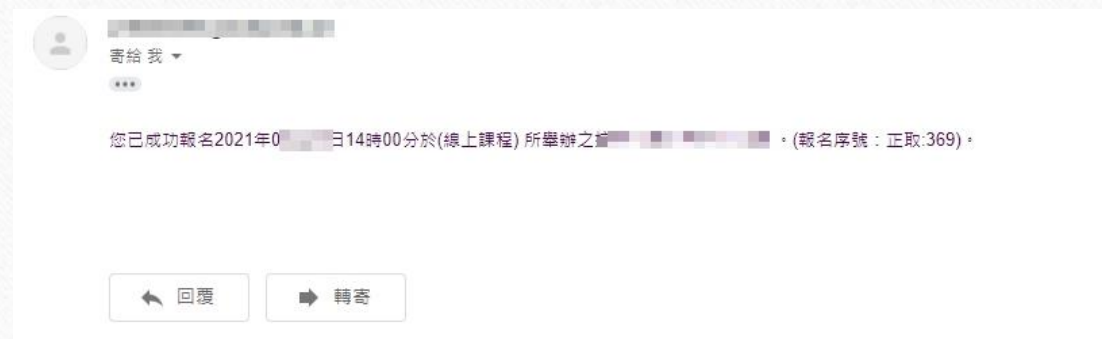 寄給 我
您已成功報名2021年0 日14時00分於(線上課程) 所舉辦之 。(報名序號：正取:369)。
回覆
轉寄